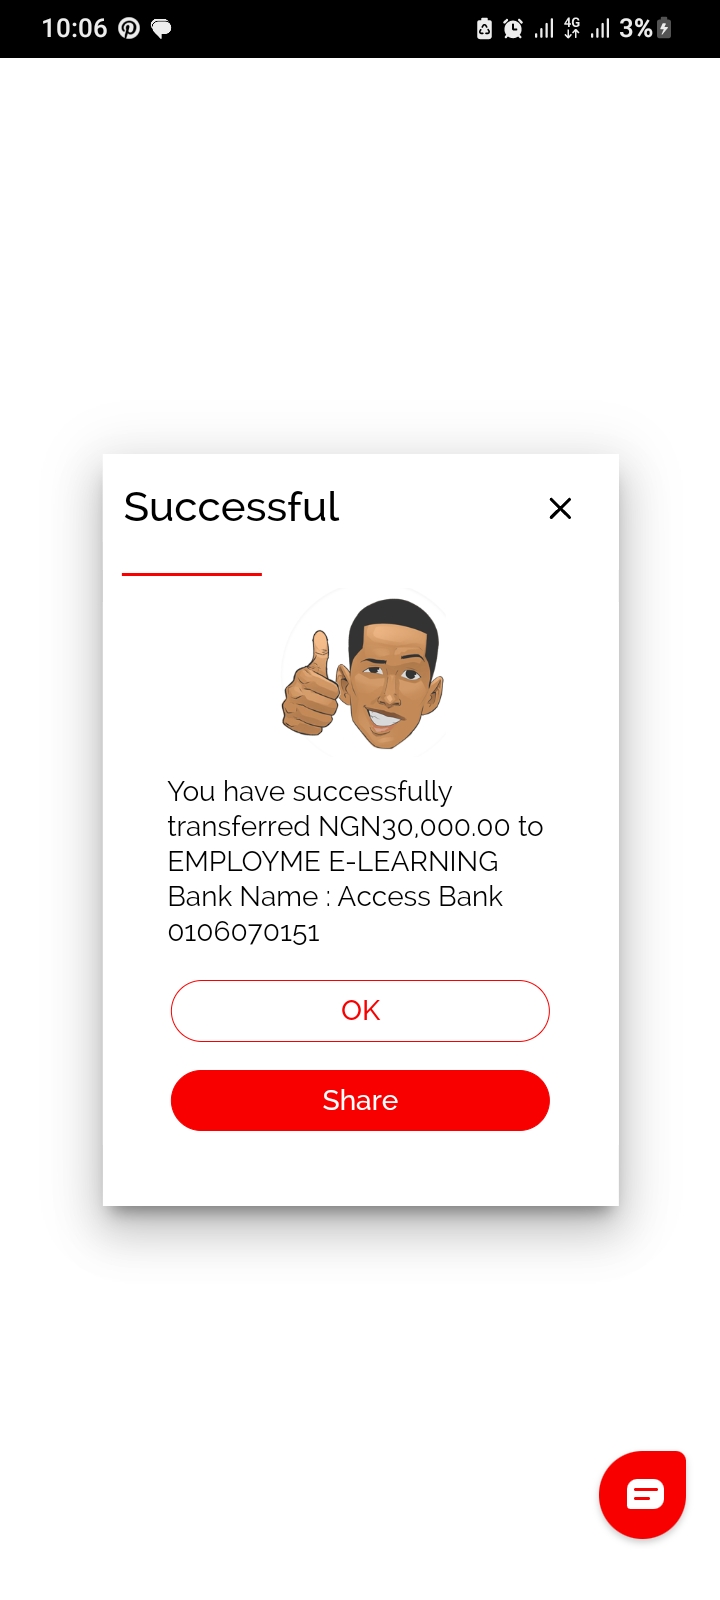 10:06 4G 3%
Successful
You have successfully
transferred NGN30,000.00 to
EMPLOYME E-LEARNING
Bank Name : Access Bank
0106070151
OK
Share